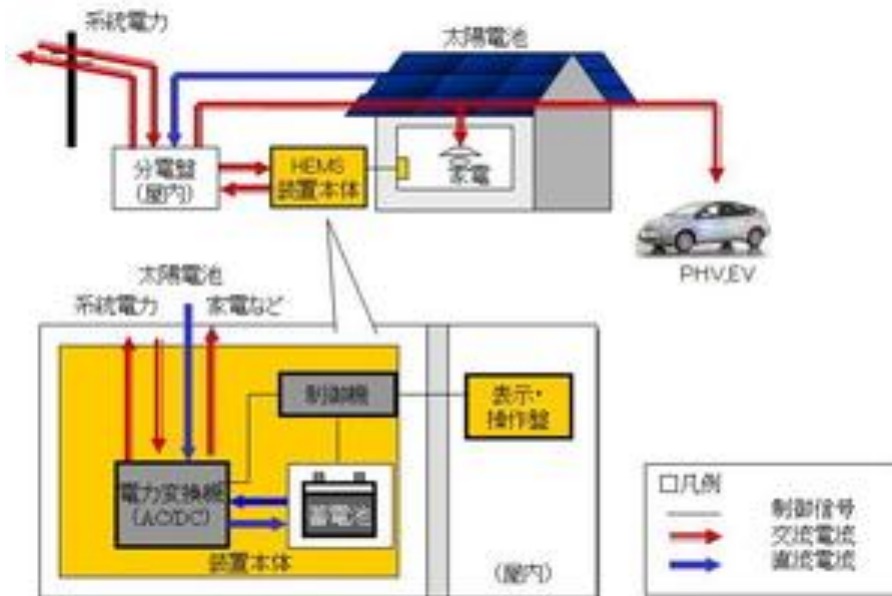 系統電力
太陽電池
分電盤
(屋内)
HEMS
装置本体
家電
PHV,EV
太陽電池
系統電力
家電など
制御機
表示・
操作盤
電力変換機
(AC/DC)
蓄電池
装置本体
(屋内)
口凡例
制御信号
交流電流
直流電流